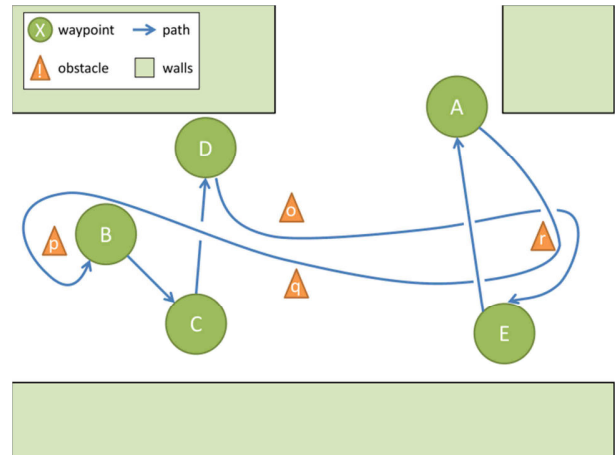 X waypoint → path
! obstacle walls
A
D
o
B
p
r
q
C
E